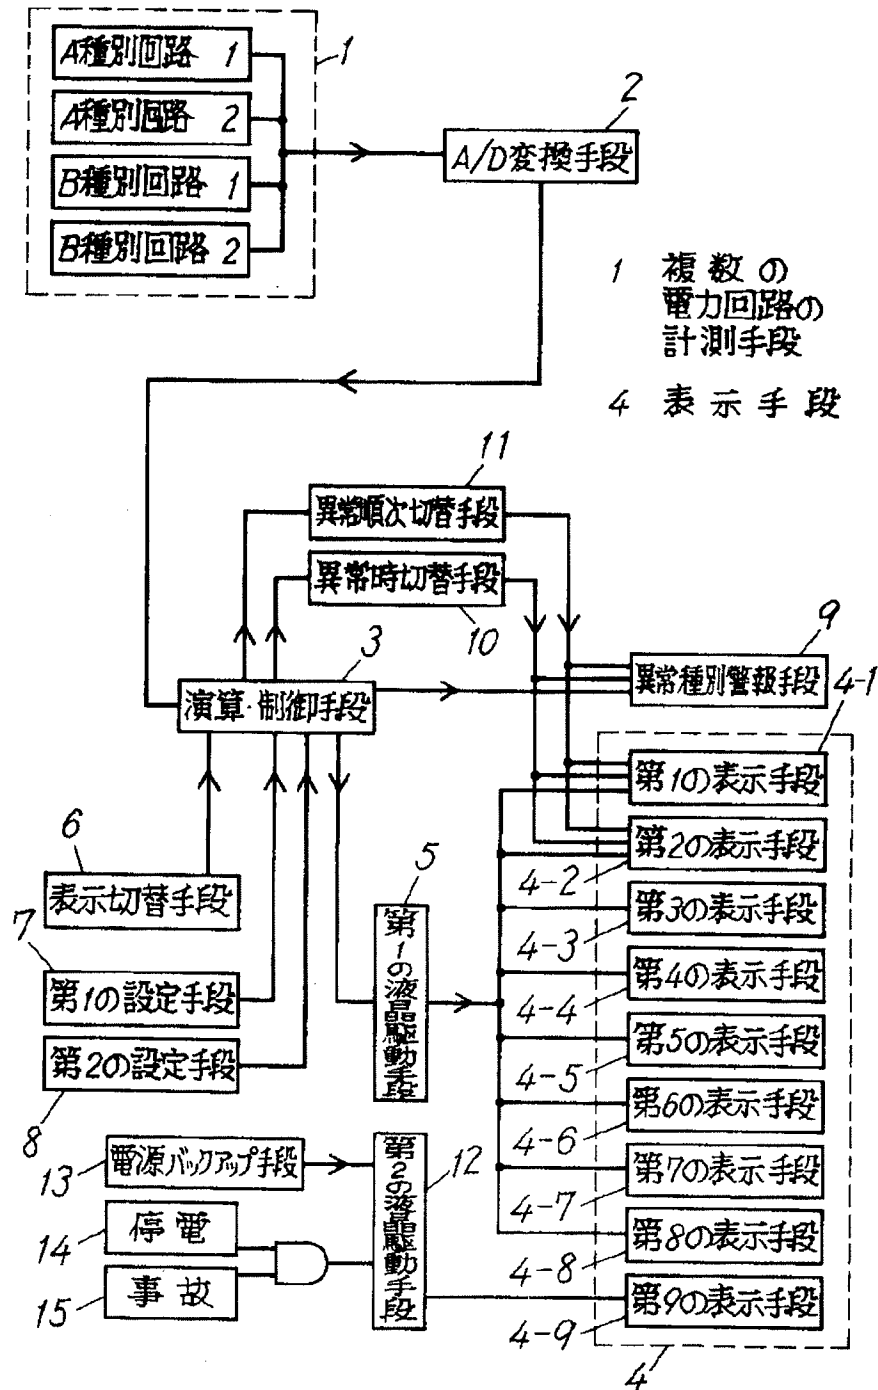 A種別回路 1
1
A種別回路 2
B種別回路 1
B種別回路 2
2
A/D変換手段
1 複数の
電力回路の
計測手段
4 表示手段
11
異常順次切替手段
異常時切替手段
10
3
演算・制御手段
9
異常種別警報手段
4-1
第1の表示手段
第2の表示手段
4-2
第3の表示手段
4-3
第4の表示手段
4-4
第5の表示手段
4-5
第6の表示手段
4-6
第7の表示手段
4-7
第8の表示手段
4-8
第9の表示手段
4-9
4
6
表示切替手段
7
第1の設定手段
第2の設定手段
8
5
第1の液晶駆動手段
13
電源バックアップ手段
14
停電
15
事故
12
第2の液晶駆動手段